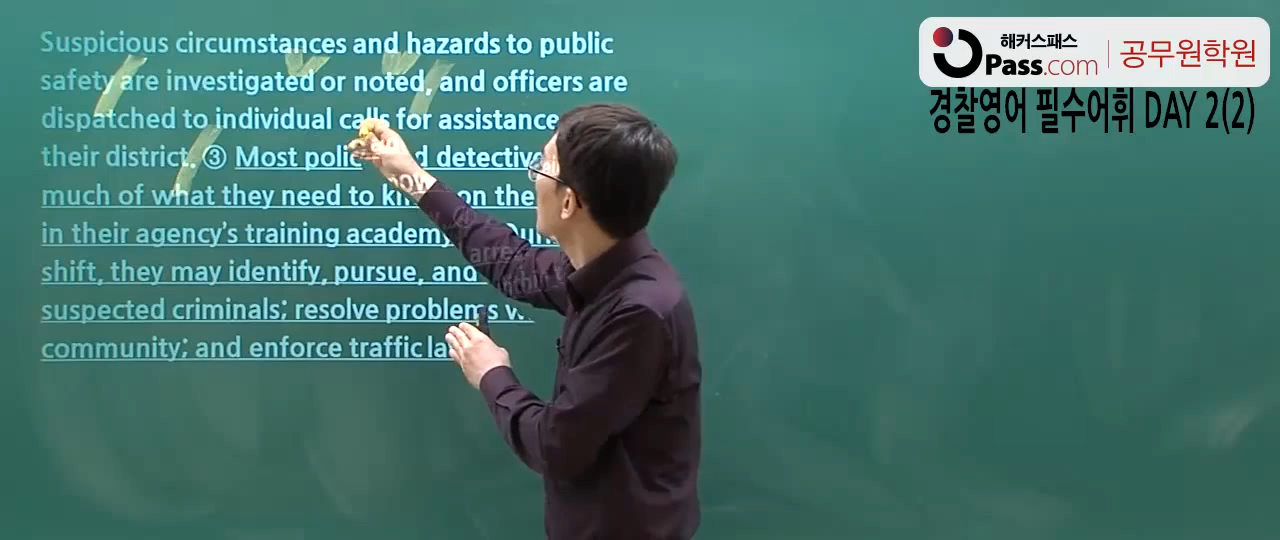 Suspicious circumstances and hazards to public
safety are investigated or noted, and officers are
dispatched to individual calls for assistance
their district. ③ Most detective
much of what they need to on the
in their agency's training academy
shift, they may identify, pursue, and
suspected criminals; resolve problems
community; and enforce traffic
해커스패스
Pass.com
공무원학원
경찰영어 필수어휘 DAY 2(2)